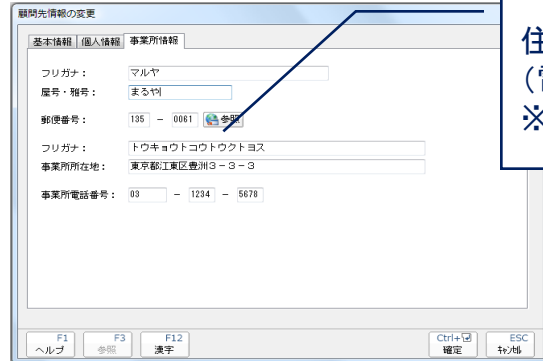 顧問先情報の変更
基本情報 個人情報 事業所情報
住
（
※
フリガナ： マルヤ
屋号・雅号： まるや
郵便番号： 135 － 0061 参照
フリガナ： トウキョウトコウトウクトヨス
事業所所在地： 東京都江東区豊洲３－３－３
事業所電話番号： 03 － 1234 － 5678
F1 F3 F12 Ctrl+ ESC
ヘルプ 参照 漢字 確定 ｷｬﾝｾﾙ